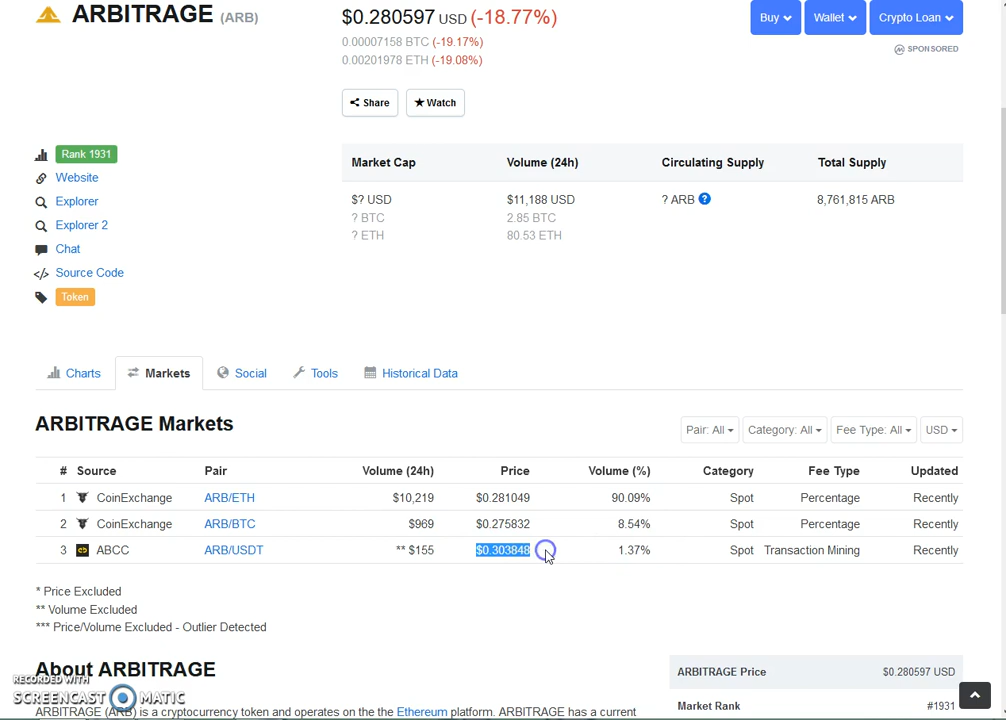 ARBITRAGE (ARB)
$0.280597 USD (-18.77%)
0.00007158 BTC (-19.17%)
0.00201978 ETH (-19.08%)
Buy Wallet Crypto Loan
SPONSORED
Share Watch
Rank 1931
Website
Explorer
Explorer 2
Chat
Source Code
Token
Market Cap Volume (24h) Circulating Supply Total Supply
$? USD $11,188 USD ? ARB ? 8,761,815 ARB
? BTC 2.85 BTC
? ETH 80.53 ETH
Charts Markets Social Tools Historical Data
ARBITRAGE Markets
Pair: All Category: All Fee Type: All USD
# Source Pair Volume (24h) Price Volume (%) Category Fee Type Updated
1 CoinExchange ARB/ETH $10,219 $0.281049 90.09% Spot Percentage Recently
2 CoinExchange ARB/BTC $969 $0.275832 8.54% Spot Percentage Recently
3 ABCC ARB/USDT ** $155 $0.303848 1.37% Spot Transaction Mining Recently
* Price Excluded
** Volume Excluded
*** Price/Volume Excluded - Outlier Detected
About ARBITRAGE
ARBITRAGE Price $0.280597 USD
RECORDED WITH
SCREENCAST MATIC
Market Rank #1931
ARBITRAGE (ARB) is a cryptocurrency token and operates on the the Ethereum platform. ARBITRAGE has a current